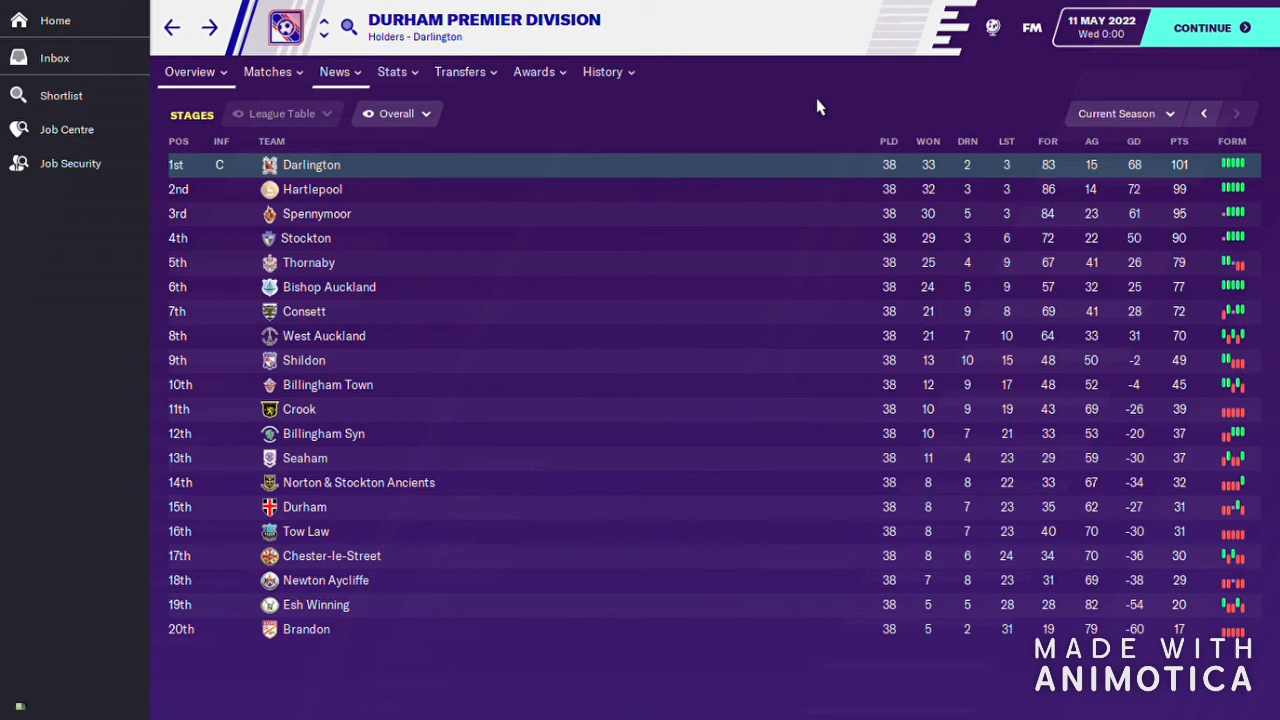 Home
Inbox
Shortlist
Job Centre
Job Security
DURHAM PREMIER DIVISION
Holders - Darlington
FM
11 MAY 2022
Wed 0:00
CONTINUE
Overview Matches News Stats Transfers Awards History
STAGES League Table Overall Current Season
POS INF TEAM PLD WON DRN LST FOR AG GD PTS FORM
1st C Darlington 38 33 2 3 83 15 68 101
2nd Hartlepool 38 32 3 3 86 14 72 99
3rd Spennymoor 38 30 5 3 84 23 61 95
4th Stockton 38 29 3 6 72 22 50 90
5th Thornaby 38 25 4 9 67 41 26 79
6th Bishop Auckland 38 24 5 9 57 32 25 77
7th Consett 38 21 9 8 69 41 28 72
8th West Auckland 38 21 7 10 64 33 31 70
9th Shildon 38 13 10 15 48 50 -2 49
10th Billingham Town 38 12 9 17 48 52 -4 45
11th Crook 38 10 9 19 43 69 -26 39
12th Billingham Syn 38 10 7 21 33 53 -20 37
13th Seaham 38 11 4 23 29 59 -30 37
14th Norton & Stockton Ancients 38 8 8 22 33 67 -34 32
15th Durham 38 8 7 23 35 62 -27 31
16th Tow Law 38 8 7 23 40 70 -30 31
17th Chester-le-Street 38 8 6 24 34 70 -36 30
18th Newton Aycliffe 38 7 8 23 31 69 -38 29
19th Esh Winning 38 5 5 28 28 82 -54 20
20th Brandon 38 5 2 31 19 79 -60 17
MADE WITH
ANIMOTICA